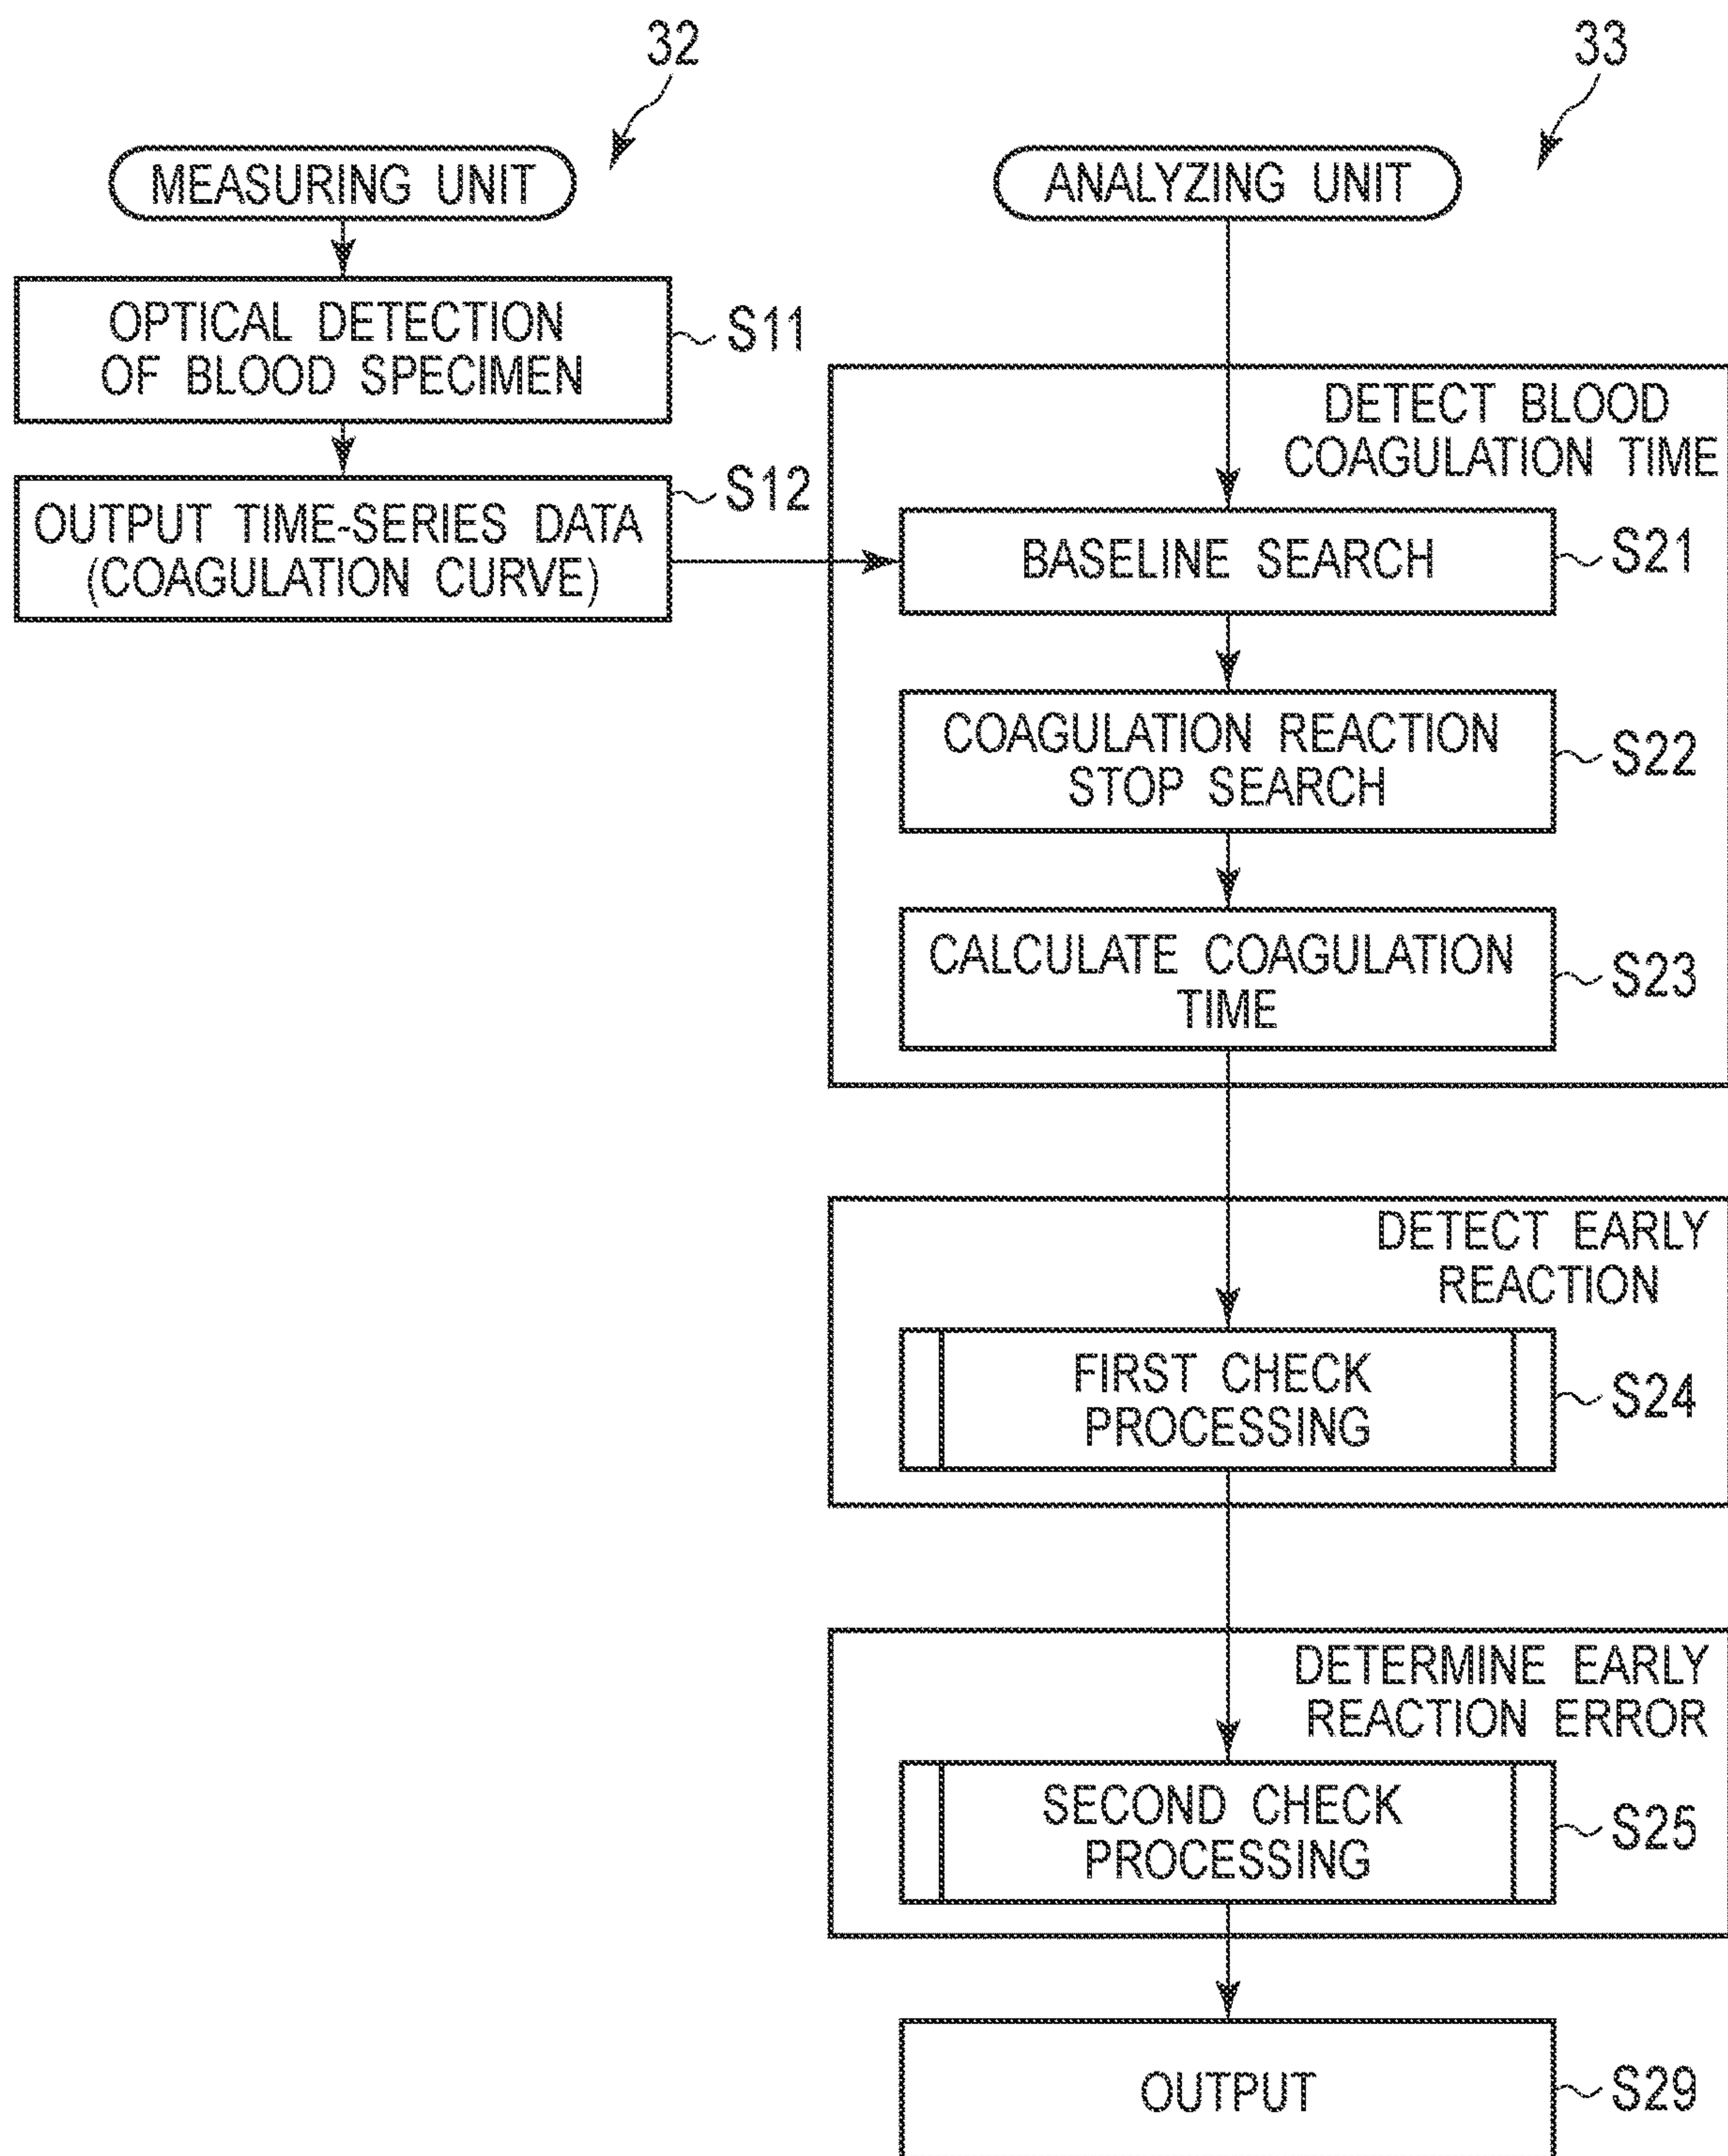 32
MEASURING UNIT
OPTICAL DETECTION
OF BLOOD SPECIMEN
S11
OUTPUT TIME-SERIES DATA
(COAGULATION CURVE)
S12
33
ANALYZING UNIT
DETECT BLOOD
COAGULATION TIME
BASELINE SEARCH
S21
COAGULATION REACTION
STOP SEARCH
S22
CALCULATE COAGULATION
TIME
S23
DETECT EARLY
REACTION
FIRST CHECK
PROCESSING
S24
DETERMINE EARLY
REACTION ERROR
SECOND CHECK
PROCESSING
S25
OUTPUT
S29